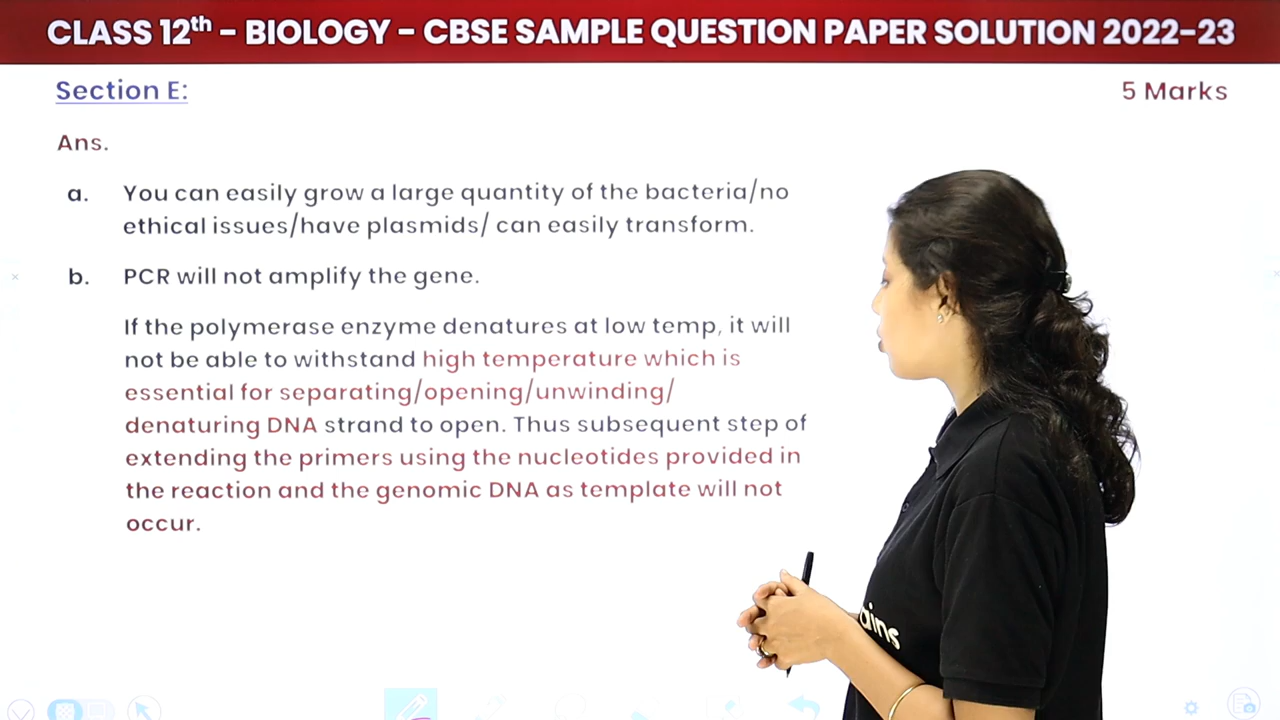 CLASS 12th – BIOLOGY – CBSE SAMPLE QUESTION PAPER SOLUTION 2022–23
Section E:
5 Marks
Ans.
a. You can easily grow a large quantity of the bacteria/no
ethical issues/have plasmids/ can easily transform.
b. PCR will not amplify the gene.
If the polymerase enzyme denatures at low temp, it will
not be able to withstand high temperature which is
essential for separating/opening/unwinding/
denaturing DNA strand to open. Thus subsequent step of
extending the primers using the nucleotides provided in
the reaction and the genomic DNA as template will not
occur.